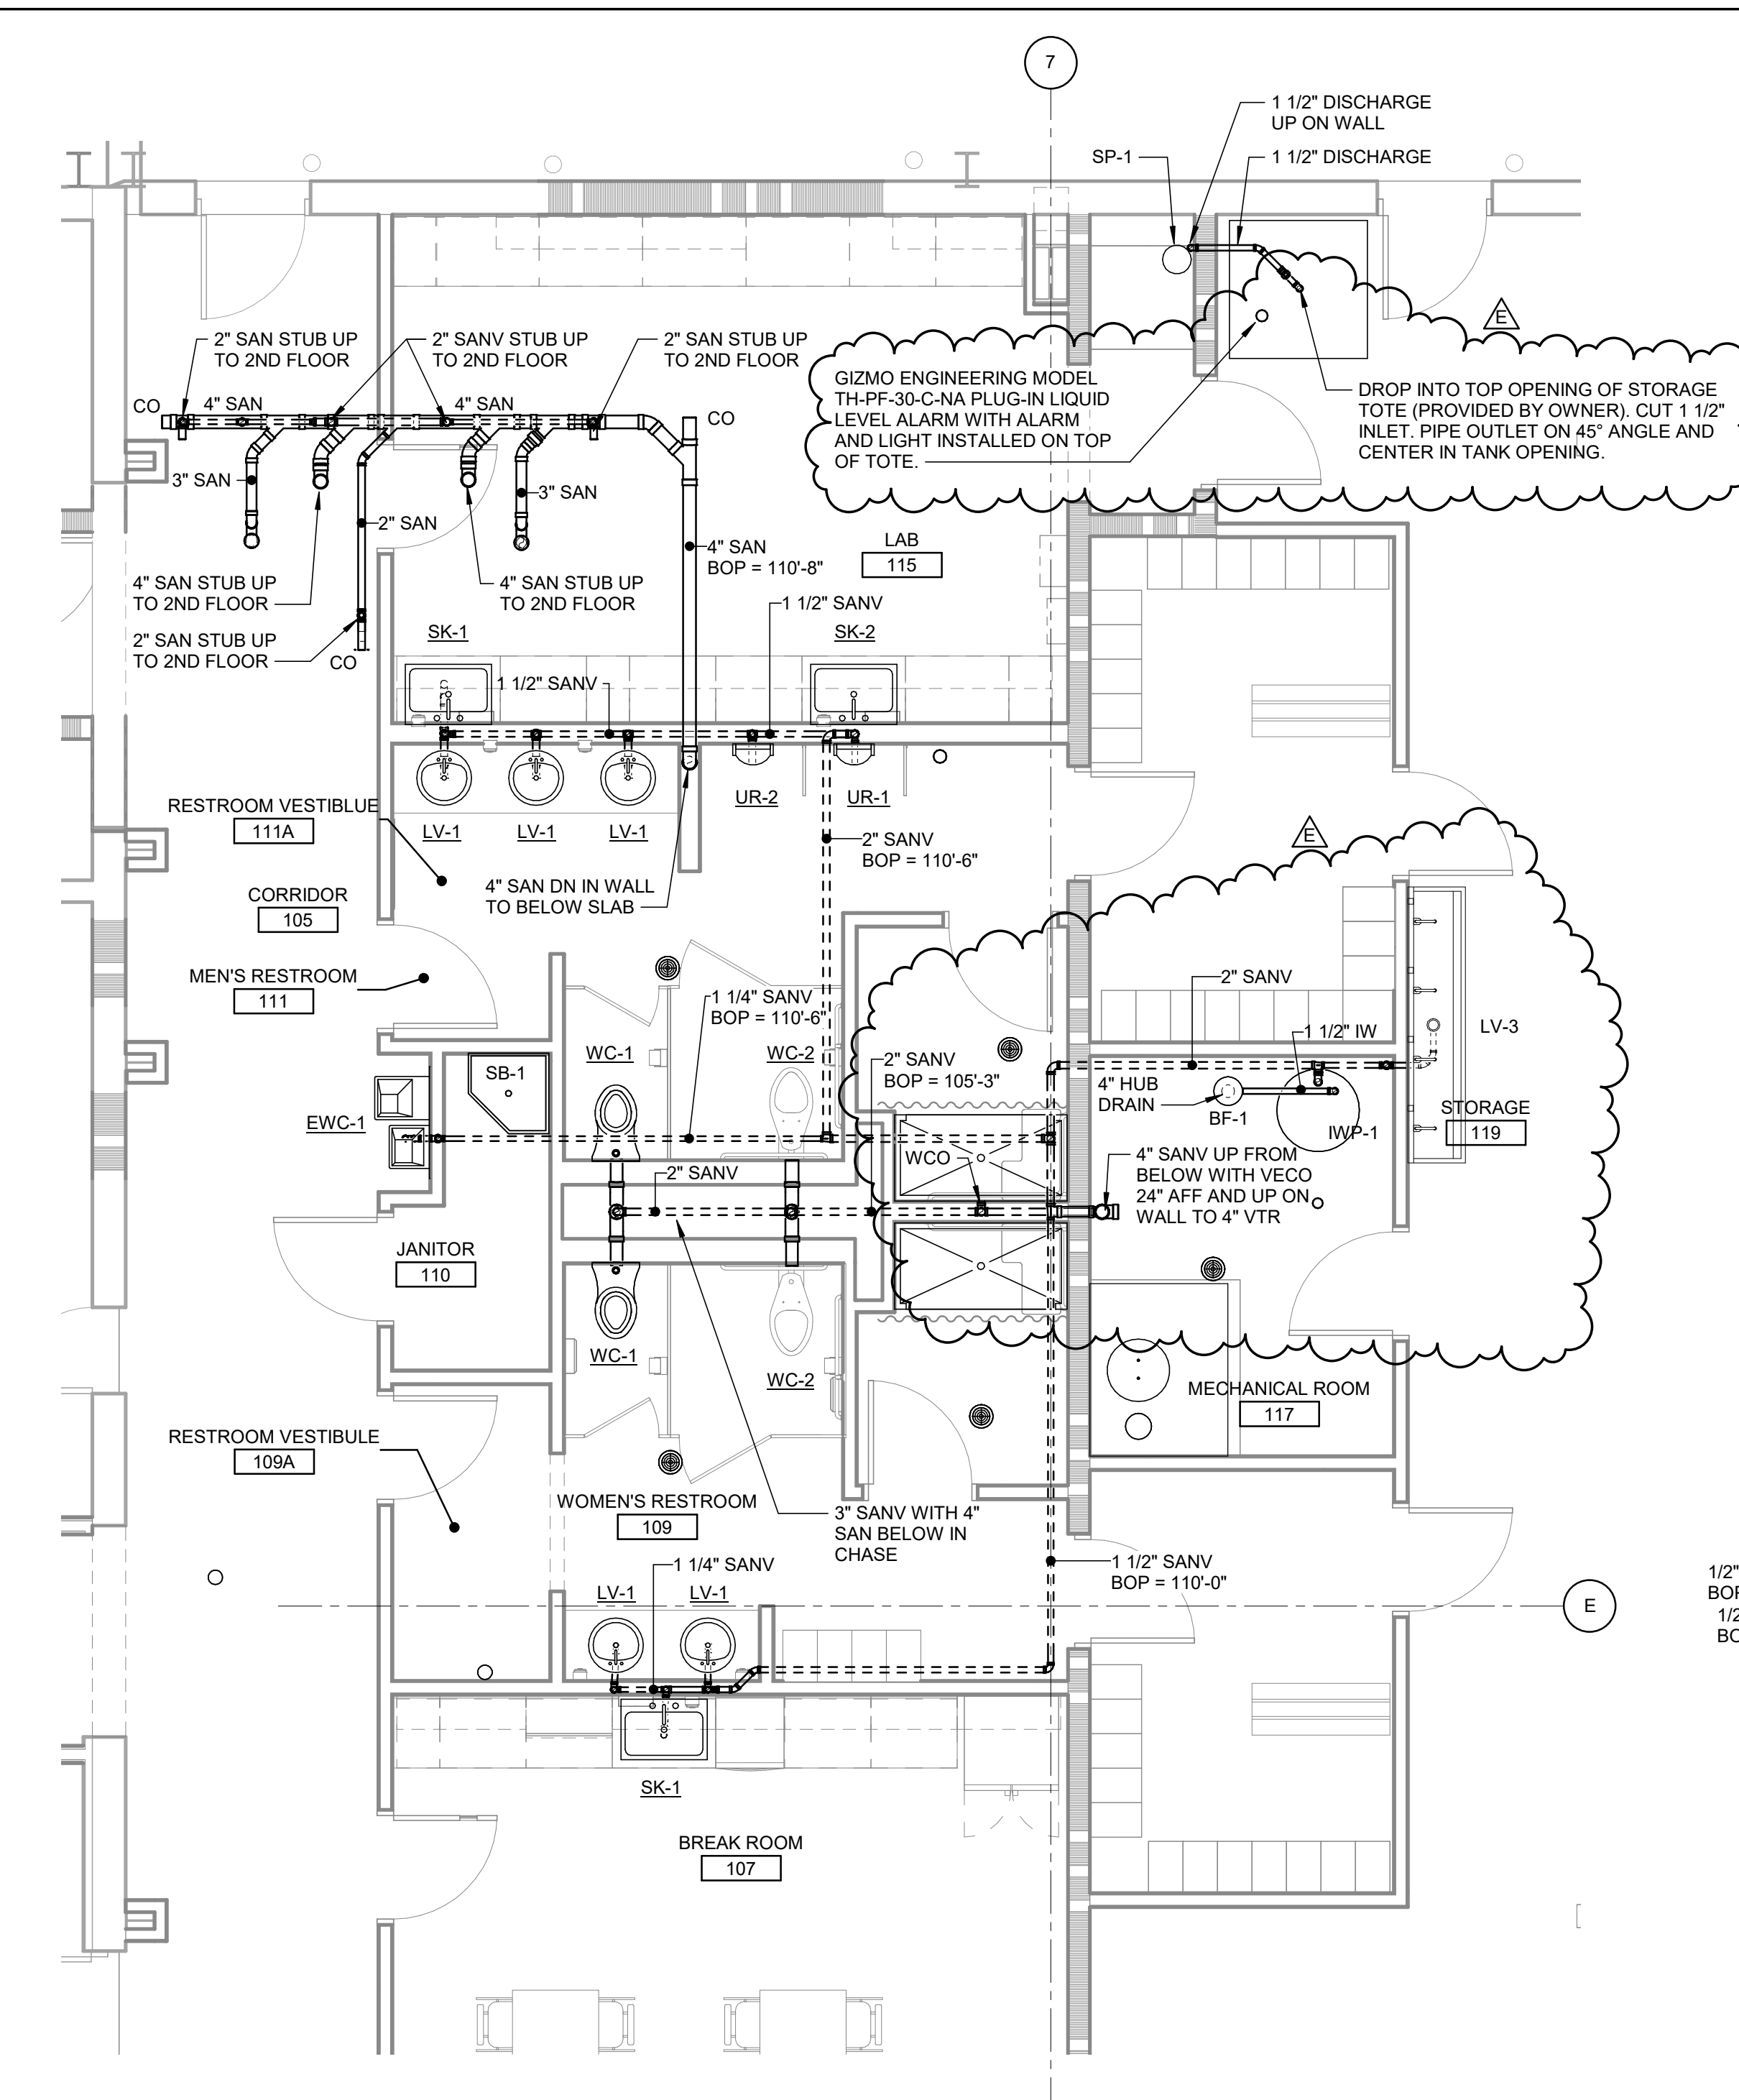 7
1 1/2" DISCHARGE
UP ON WALL
SP-1
1 1/2" DISCHARGE
E
2" SAN STUB UP
TO 2ND FLOOR
2" SANV STUB UP
TO 2ND FLOOR
2" SAN STUB UP
TO 2ND FLOOR
GIZMO ENGINEERING MODEL
TH-PF-30-C-NA PLUG-IN LIQUID
LEVEL ALARM WITH ALARM
AND LIGHT INSTALLED ON TOP
OF TOTE.
DROP INTO TOP OPENING OF STORAGE
TOTE (PROVIDED BY OWNER). CUT 1 1/2"
INLET. PIPE OUTLET ON 45° ANGLE AND
CENTER IN TANK OPENING.
CO
4" SAN
4" SAN
CO
3" SAN
3" SAN
2" SAN
4" SAN
BOP = 110'-8"
LAB
115
4" SAN STUB UP
TO 2ND FLOOR
4" SAN STUB UP
TO 2ND FLOOR
1 1/2" SANV
2" SAN STUB UP
TO 2ND FLOOR
CO
SK-1
SK-2
1 1/2" SANV
RESTROOM VESTIBLUE
111A
LV-1
LV-1
LV-1
UR-2
UR-1
2" SANV
BOP = 110'-6"
E
4" SAN DN IN WALL
TO BELOW SLAB
CORRIDOR
105
MEN'S RESTROOM
111
1 1/4" SANV
BOP = 110'-6"
2" SANV
1 1/2" IW
LV-3
WC-1
WC-2
2" SANV
BOP = 105'-3"
SB-1
4" HUB
DRAIN
BF-1
IWP-1
STORAGE
119
EWC-1
WCO
4" SANV UP FROM
BELOW WITH VECO
24" AFF AND UP ON
WALL TO 4" VTR
2" SANV
JANITOR
110
WC-1
WC-2
MECHANICAL ROOM
117
RESTROOM VESTIBULE
109A
WOMEN'S RESTROOM
109
3" SANV WITH 4"
SAN BELOW IN
CHASE
1 1/4" SANV
1 1/2" SANV
BOP = 110'-0"
LV-1
LV-1
E
1/2"
BO
1/2
BO
SK-1
BREAK ROOM
107